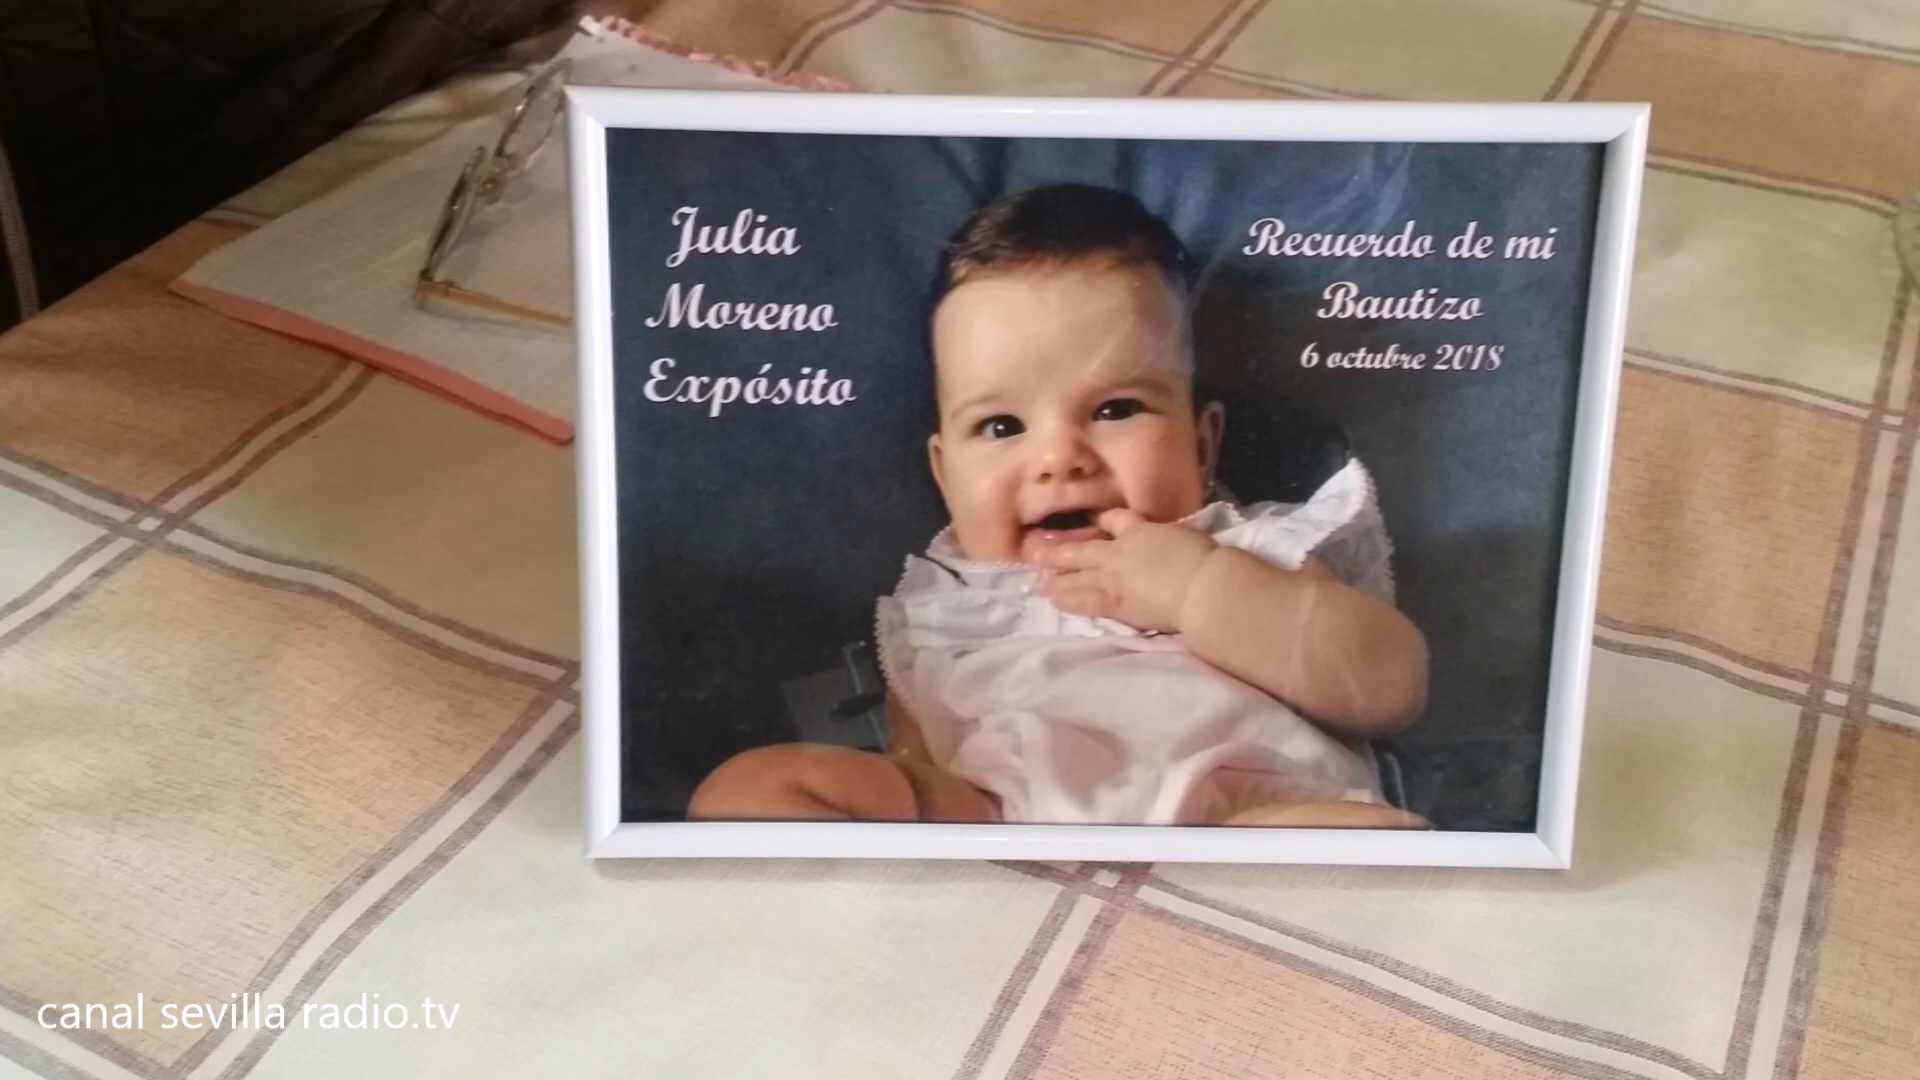 Julia
Moreno
Expósito
Recuerdo de mi
Bautizo
6 octubre 2018
canal sevilla radio.tv